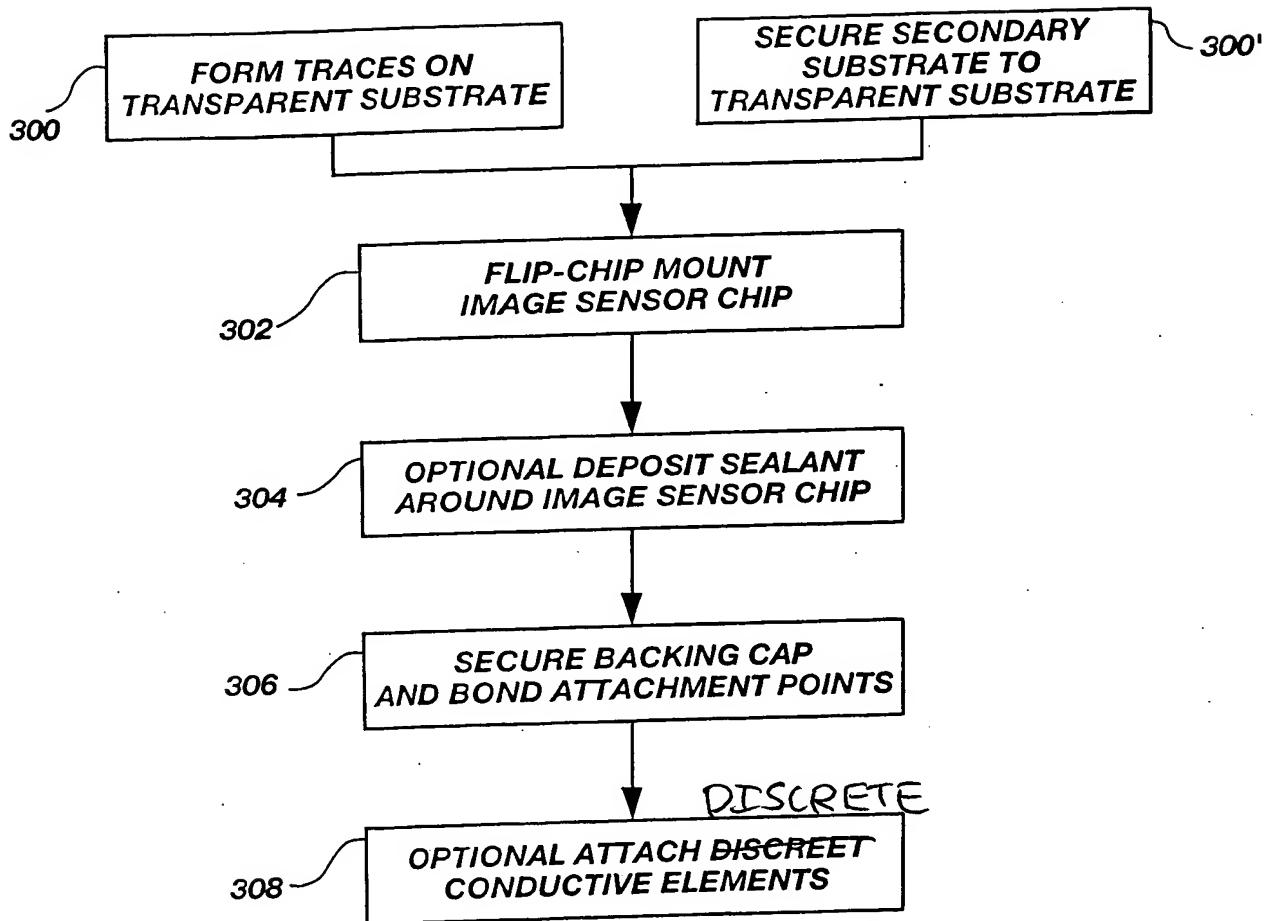 FORM TRACES ON
TRANSPARENT SUBSTRATE
300
SECURE SECONDARY
SUBSTRATE TO
TRANSPARENT SUBSTRATE
300'
FLIP-CHIP MOUNT
IMAGE SENSOR CHIP
302
OPTIONAL DEPOSIT SEALANT
AROUND IMAGE SENSOR CHIP
304
SECURE BACKING CAP
AND BOND ATTACHMENT POINTS
306
DISCRETE
OPTIONAL ATTACH DISCREET
CONDUCTIVE ELEMENTS
308